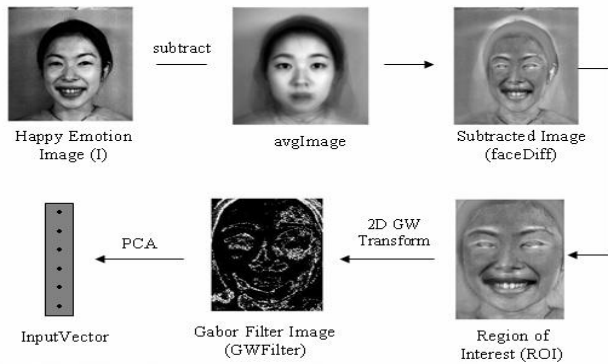 subtract
Happy Emotion
Image (I)
avgImage
Subtracted Image
(faceDiff)
PCA
2D GW
Transform
InputVector
Gabor Filter Image
(GWFilter)
Region of
Interest (ROI)